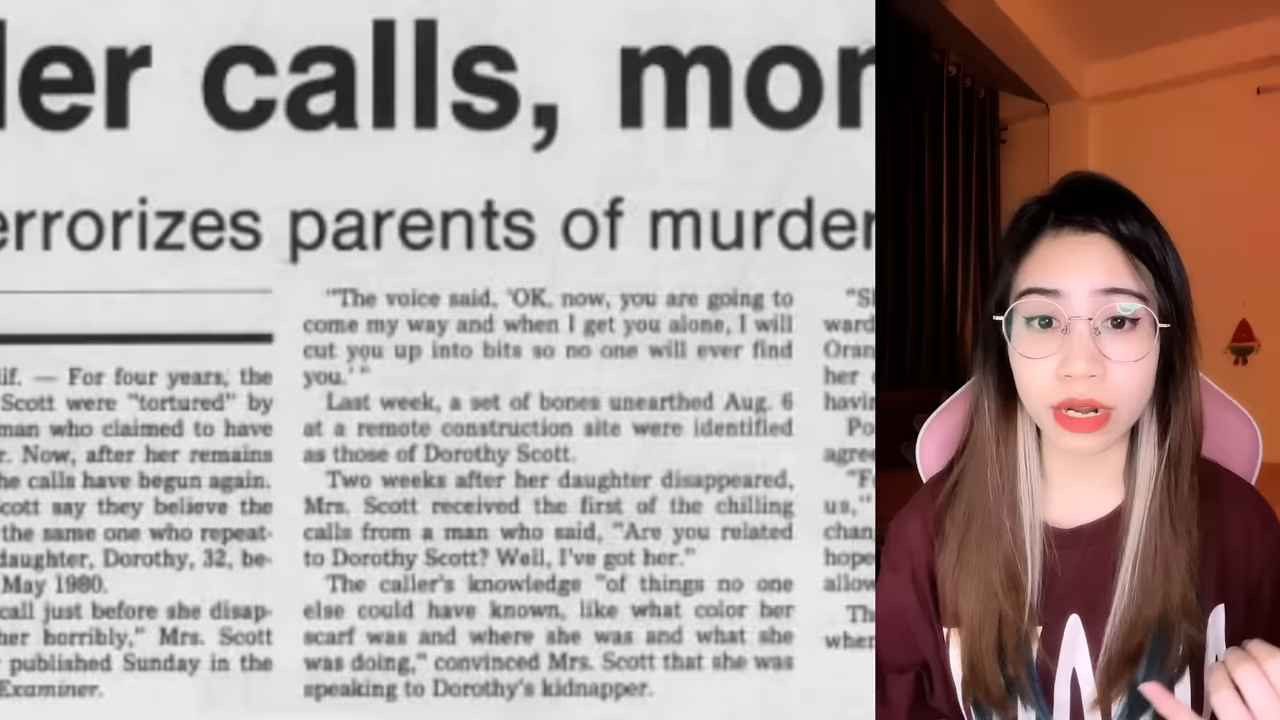 ler calls, mor
errorizes parents of murder
lif. — For four years, the
Scott were "tortured" by
man who claimed to have
r. Now, after her remains
he calls have begun again.
cott say they believe the
the same one who repeat-
daughter, Dorothy, 32, be-
May 1980.
call just before she disap-
her horribly," Mrs. Scott
published Sunday in the
Examiner.
"The voice said, 'OK, now, you are going to
come my way and when I get you alone, I will
cut you up into bits so no one will ever find
you.'"
Last week, a set of bones unearthed Aug. 6
at a remote construction site were identified
as those of Dorothy Scott.
Two weeks after her daughter disappeared,
Mrs. Scott received the first of the chilling
calls from a man who said, "Are you related
to Dorothy Scott? Well, I've got her."
The caller's knowledge "of things no one
else could have known, like what color her
scarf was and where she was and what she
was doing," convinced Mrs. Scott that she was
speaking to Dorothy's kidnapper.
"Sh
ward
Oran
her
havin
Po
agree
"F
us,"
chan
hope
allow
Th
when